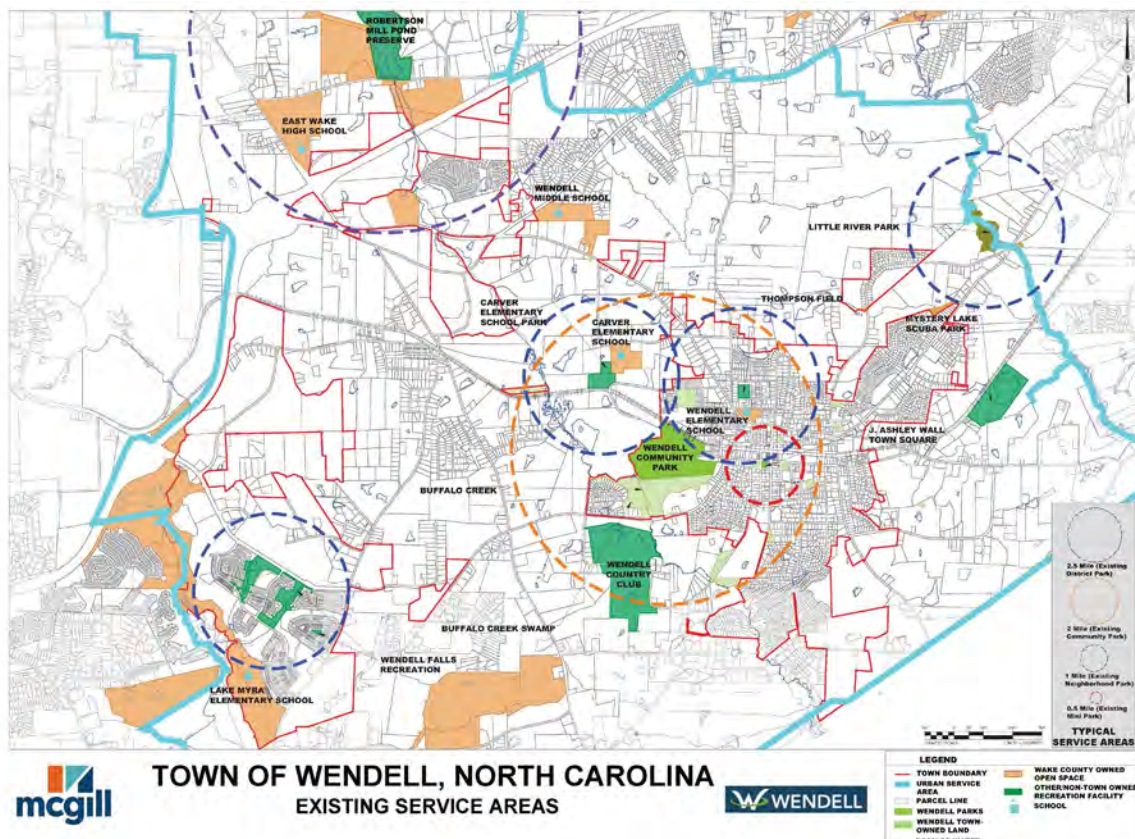 ROBERTSON
MILL POND
PRESERVE
EAST WAKE
HIGH SCHOOL
WENDELL
MIDDLE SCHOOL
LITTLE RIVER PARK
CARVER
ELEMENTARY
SCHOOL PARK
CARVER
ELEMENTARY
SCHOOL
THOMPSON FIELD
MYSTERY LAKE
SCUBA PARK
WENDELL
ELEMENTARY
SCHOOL
J. ASHLEY WALL
TOWN SQUARE
WENDELL
COMMUNITY
PARK
BUFFALO CREEK
WENDELL
COUNTRY
CLUB
BUFFALO CREEK SWAMP
WENDELL FALLS
RECREATION
LAKE MYRA
ELEMENTARY SCHOOL
2.5 Mile (Existing
District Park)
2 Mile (Existing
Community Park)
1 Mile (Existing
Neighborhood Park)
0.5 Mile (Existing
Mini Park)
TYPICAL
SERVICE AREAS
mcgill
TOWN OF WENDELL, NORTH CAROLINA
EXISTING SERVICE AREAS
WENDELL
LEGEND
TOWN BOUNDARY
URBAN SERVICE
AREA
PARCEL LINE
WENDELL PARKS
WENDELL TOWN-
OWNED LAND
WAKE COUNTY OWNED
OPEN SPACE
OTHER/NON-TOWN OWNED
RECREATION FACILITY
SCHOOL